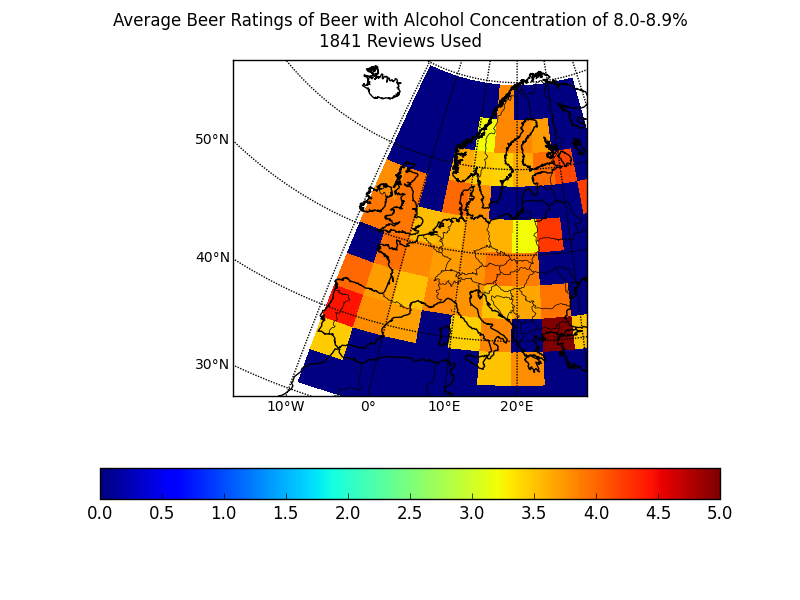 Average Beer Ratings of Beer with Alcohol Concentration of 8.0-8.9%
1841 Reviews Used
50°N
40°N
30°N
10°W 0° 10°E 20°E
0.0 0.5 1.0 1.5 2.0 2.5 3.0 3.5 4.0 4.5 5.0